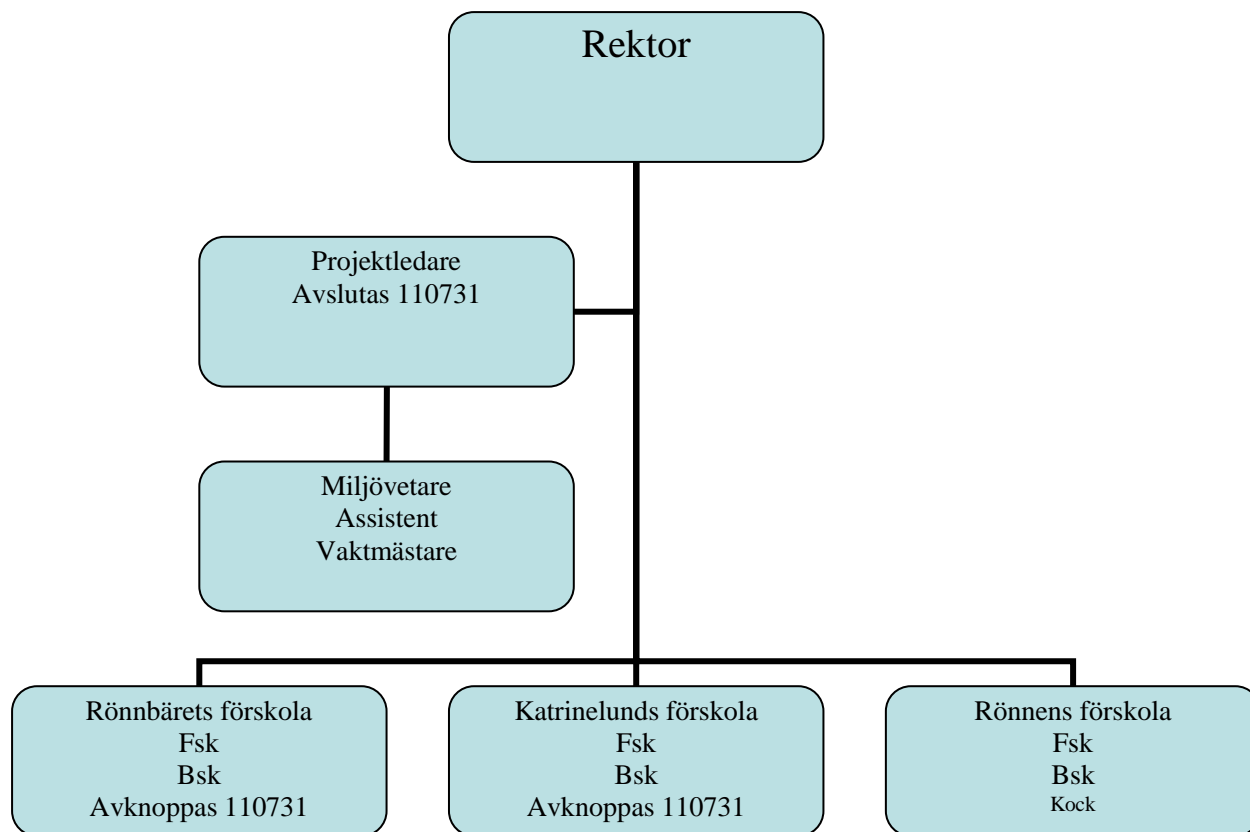 Rektor
Projektledare
Avslutas 110731
Miljövetare
Assistent
Vaktmästare
Rönnbärets förskola
Fsk
Bsk
Avknoppas 110731
Katrinelunds förskola
Fsk
Bsk
Avknoppas 110731
Rönnens förskola
Fsk
Bsk
Kock